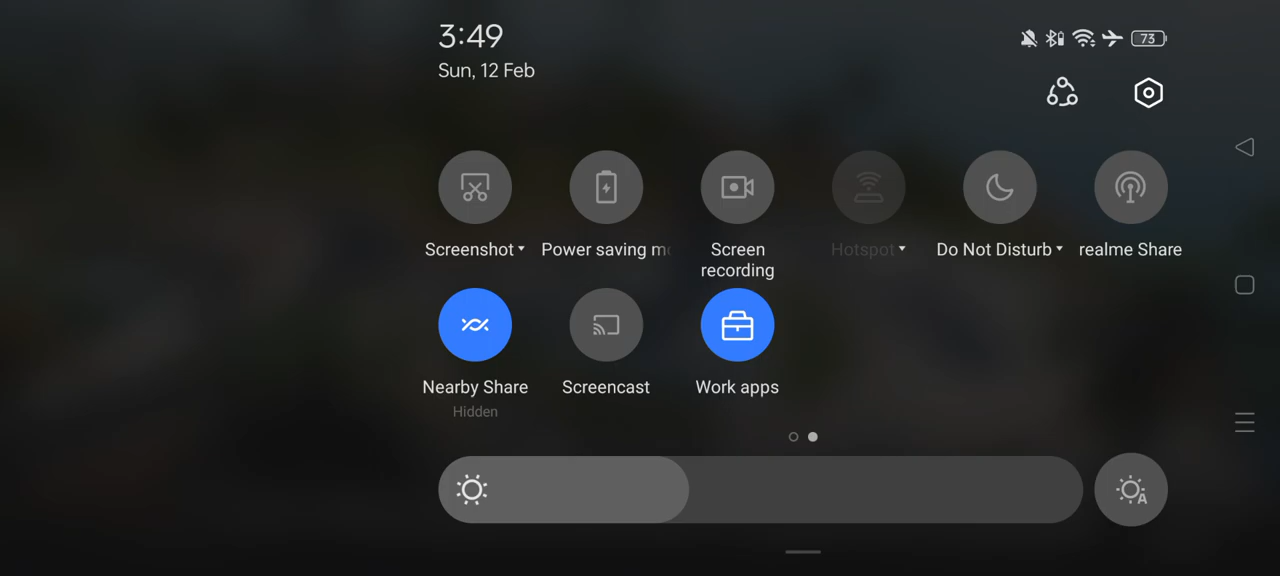 3:49
Sun, 12 Feb
73
Screenshot
Power saving mo
Screen
recording
Hotspot
Do Not Disturb
realme Share
Nearby Share
Hidden
Screencast
Work apps
A